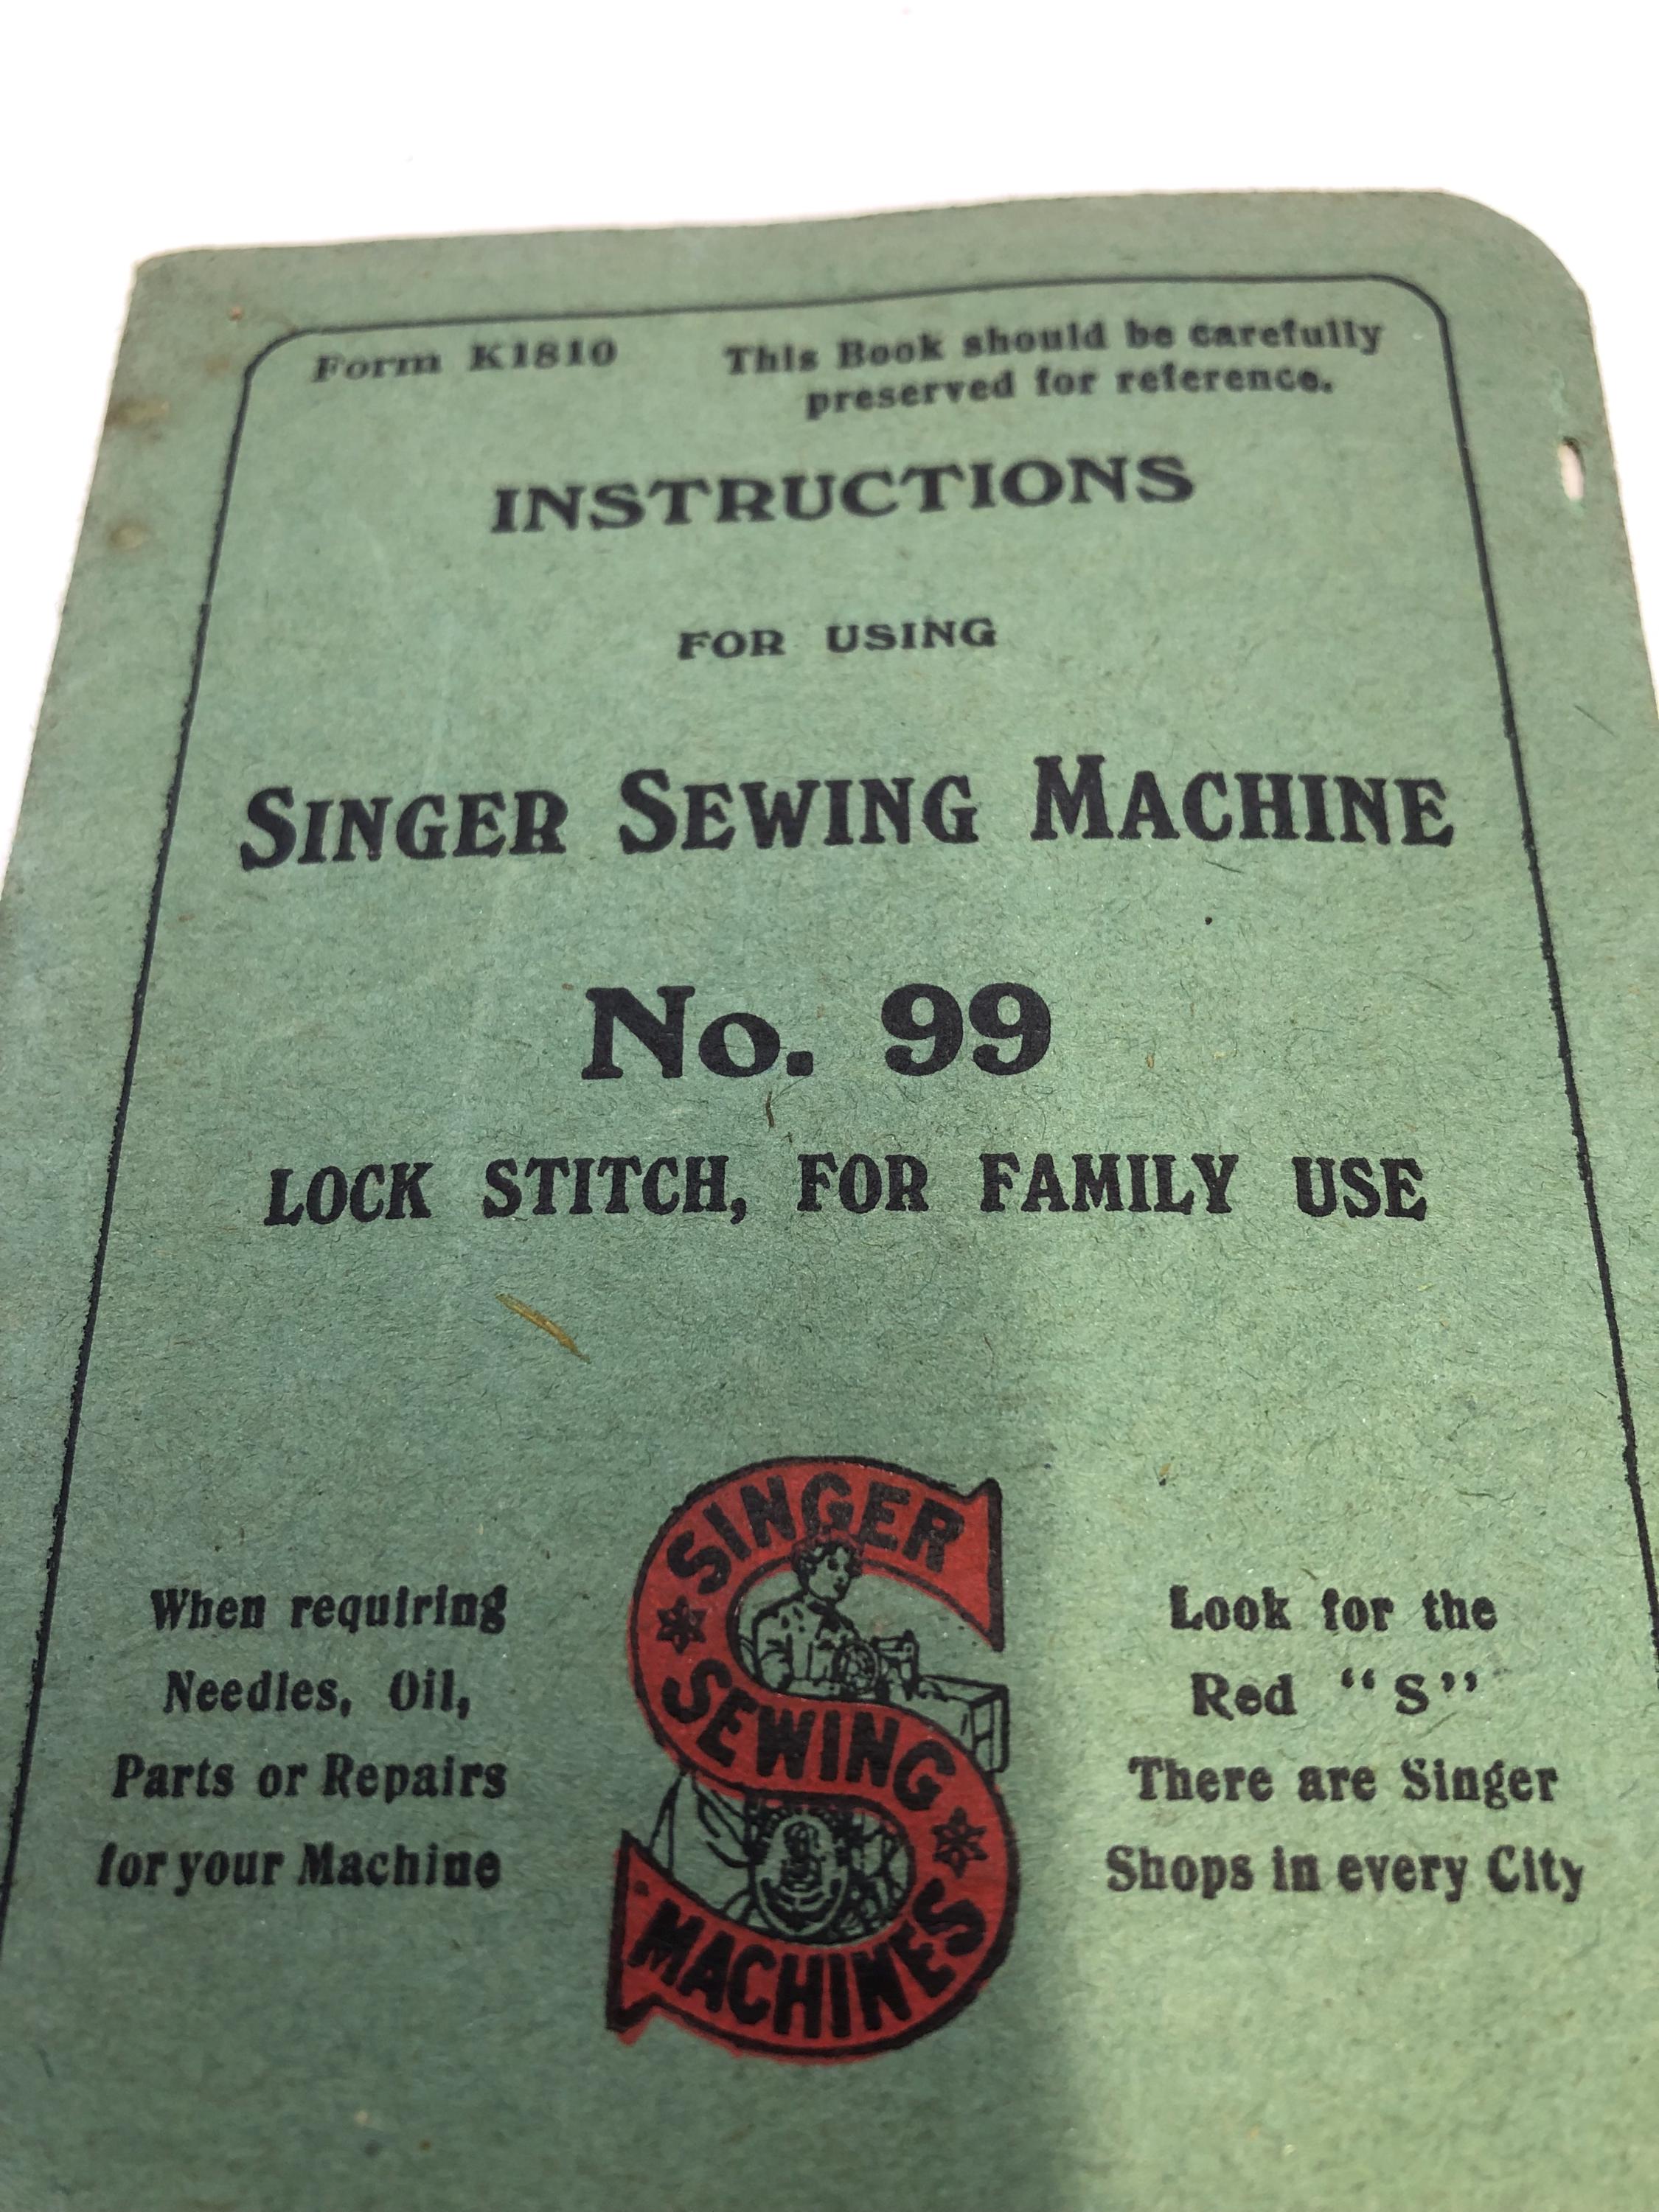 Form K1810
This Book should be carefully
preserved for reference.
INSTRUCTIONS
FOR USING
SINGER SEWING MACHINE
No. 99
LOCK STITCH, FOR FAMILY USE
When requiring
Needles, Oil,
Parts or Repairs
for your Machine
SINGER
SEWING
MACHINES
Look for the
Red “S”
There are Singer
Shops in every City